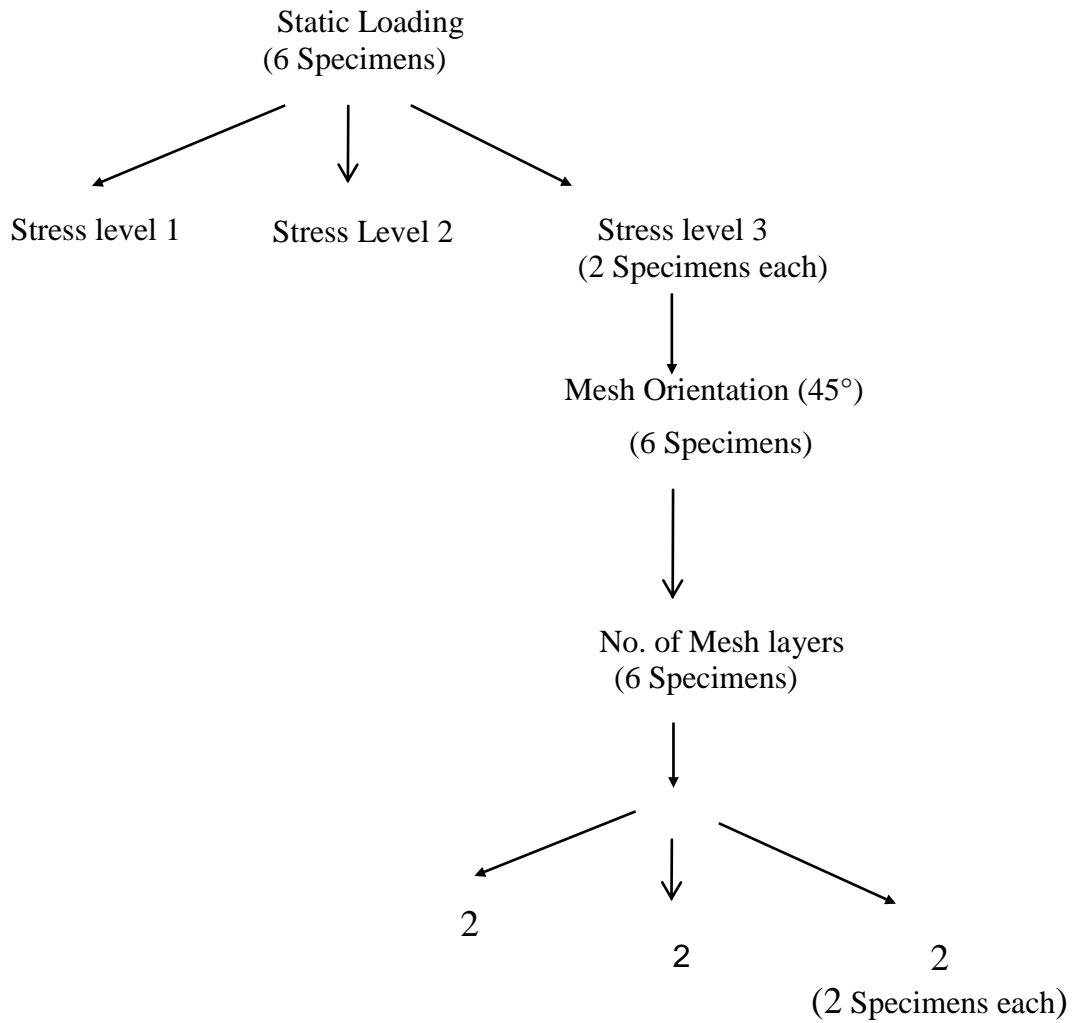 Static Loading
(6 Specimens)
Stress level 1
Stress Level 2
Stress level 3
(2 Specimens each)
Mesh Orientation (45°)
(6 Specimens)
No. of Mesh layers
(6 Specimens)
2
2
2
(2 Specimens each)